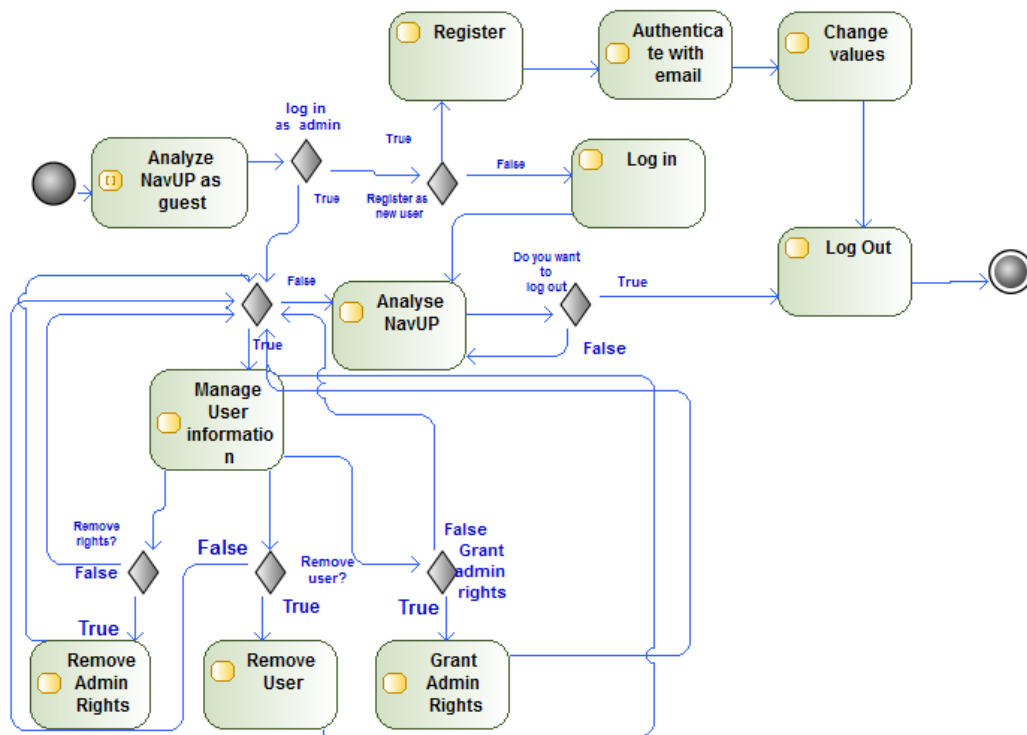 Register
Authentica
te with
email
Change
values
log in
as admin
Analyze
NavUP as
guest
True
False
Log in
True
Register as
new user
Do you want
to
log out
True
Log Out
False
Analyse
NavUP
False
True
Manage
User
informatio
n
Remove
rights?
False
False
Remove
user?
False
Grant
admin
rights
True
True
True
Remove
Admin
Rights
Remove
User
Grant
Admin
Rights